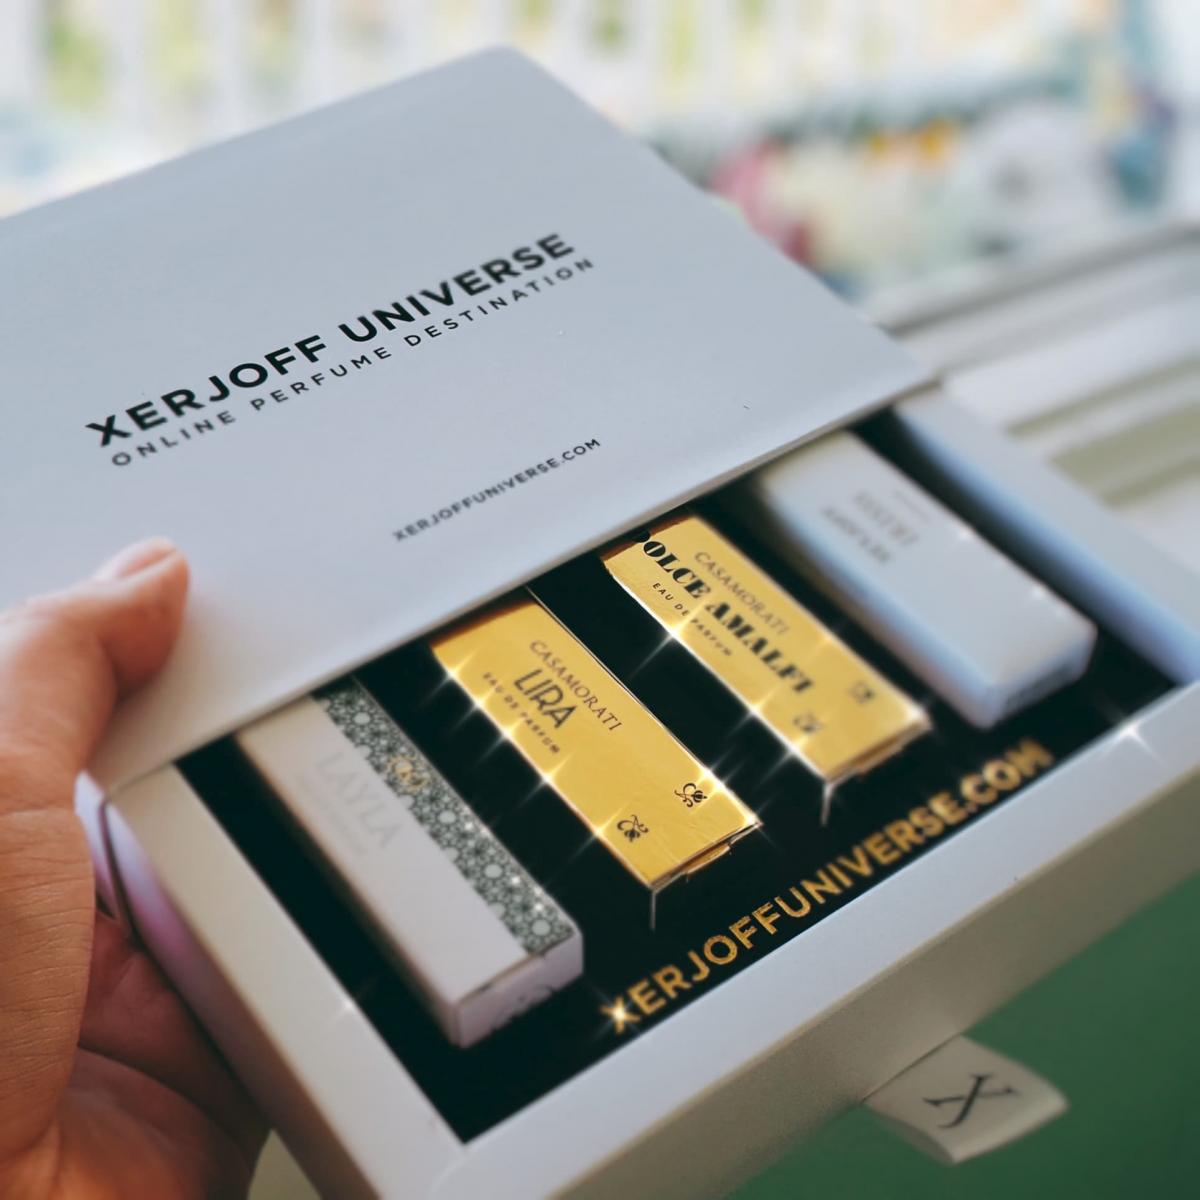 XERJOFF UNIVERSE
ONLINE PERFUME DESTINATION
XERJOFFUNIVERSE.COM
LAYLA
CASAMORATI
LIRA
EAU DE PARFUM
CASAMORATI
DOLCE AMALFI
EAU DE PARFUM
XERJOFFUNIVERSE.COM
X